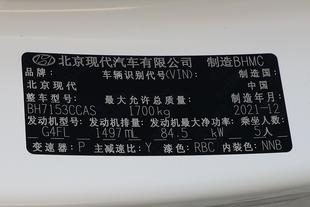 北京现代汽车有限公司 制造BHMC
品牌: 车辆识别代号(VIN): 制造国:
北京现代 中国
整车型号: 最大允许总质量: 制造年月:
BH7153CCAS 1700kg 2021-12
发动机型号: 发动机排量: 发动机最大净功率: 乘坐人数:
G4FL 1497mL 84.5 kW 5人
变速器: P 主减速比: Y 漆色: RBC 内装色: NNB